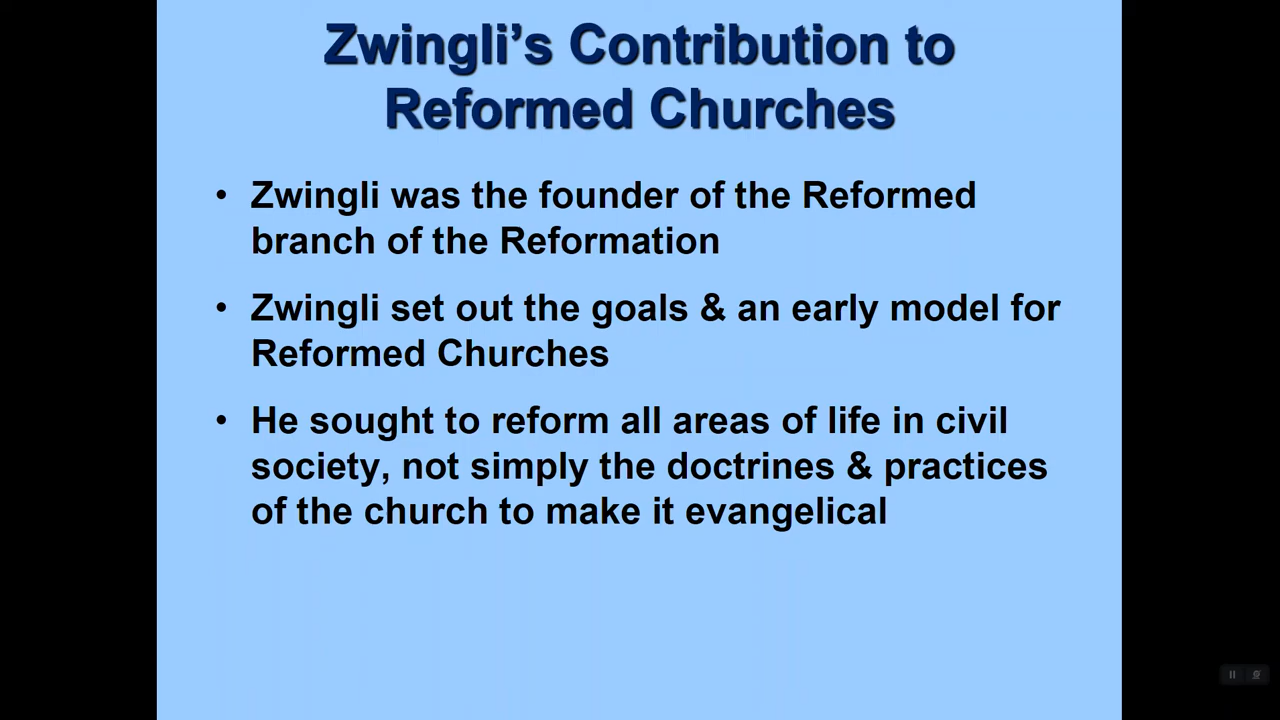 Zwingli’s Contribution to
Reformed Churches
• Zwingli was the founder of the Reformed
branch of the Reformation
• Zwingli set out the goals & an early model for
Reformed Churches
• He sought to reform all areas of life in civil
society, not simply the doctrines & practices
of the church to make it evangelical